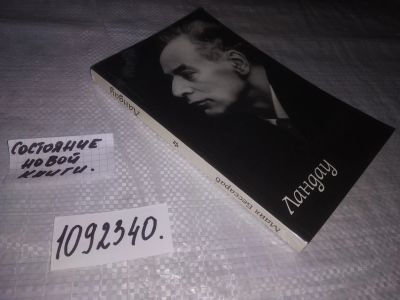 Ландау
Майя Бессараб
Ландау
СОСТОЯНИЕ
НОВОЙ
КНИГИ.
1092340.